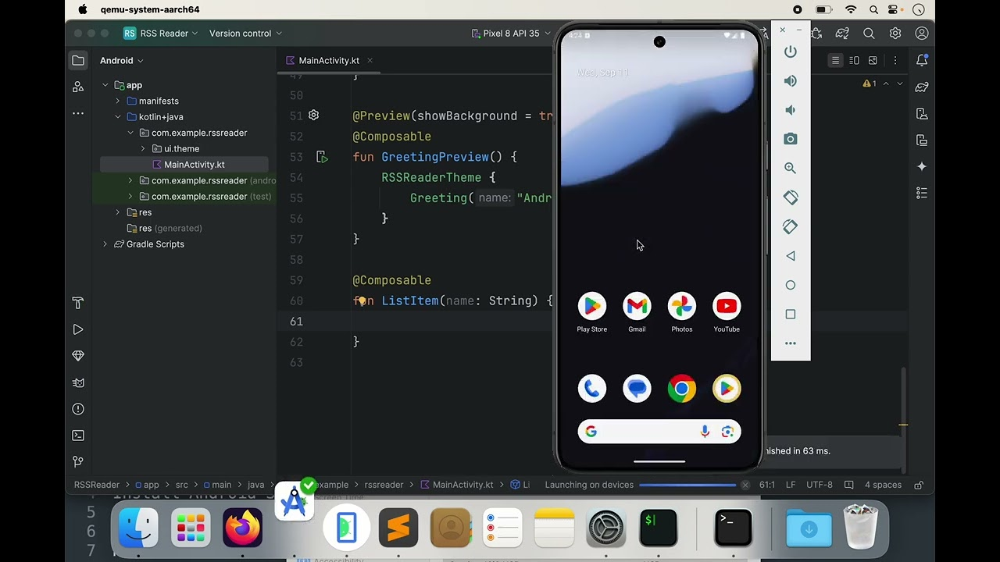 qemu-system-aarch64
RS RSS Reader Version control Pixel 8 API 35
Android MainActivity.kt
app
manifests
kotlin+java
com.example.rssreader
ui.theme
MainActivity.kt
com.example.rssreader (andro
com.example.rssreader (test)
res
res (generated)
Gradle Scripts
1
49 }
50
51 @Preview(showBackground = tr
52 @Composable
53 fun GreetingPreview() {
54 RSSReaderTheme {
55 Greeting( name: "Andr
56 }
57 }
58
59 @Composable
60 fun ListItem(name: String) {
61
62 }
63
4:24
Wed, Sep 11
Play Store Gmail Photos YouTube
nished in 63 ms.
RSSReader app src main java example rssreader MainActivity.kt Li Launching on devices 61:1 LF UTF-8 4 spaces
Install Android S
Screen Time
5
6
7
Accessibility
$
>_